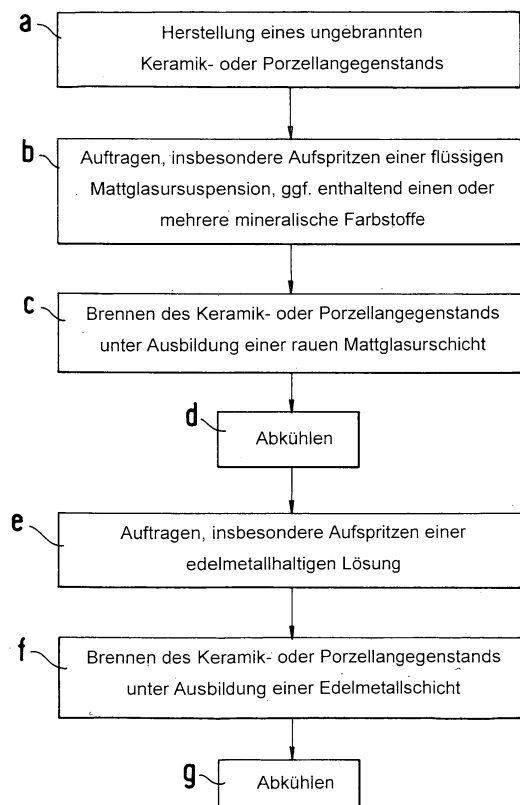 a
Herstellung eines ungebrannten
Keramik- oder Porzellangegenstands
b
Auftragen, insbesondere Aufspritzen einer flüssigen
Mattglasursuspension, ggf. enthaltend einen oder
mehrere mineralische Farbstoffe
c
Brennen des Keramik- oder Porzellangegenstands
unter Ausbildung einer rauen Mattglasurschicht
d
Abkühlen
e
Auftragen, insbesondere Aufspritzen einer
edelmetallhaltigen Lösung
f
Brennen des Keramik- oder Porzellangegenstands
unter Ausbildung einer Edelmetallschicht
g
Abkühlen